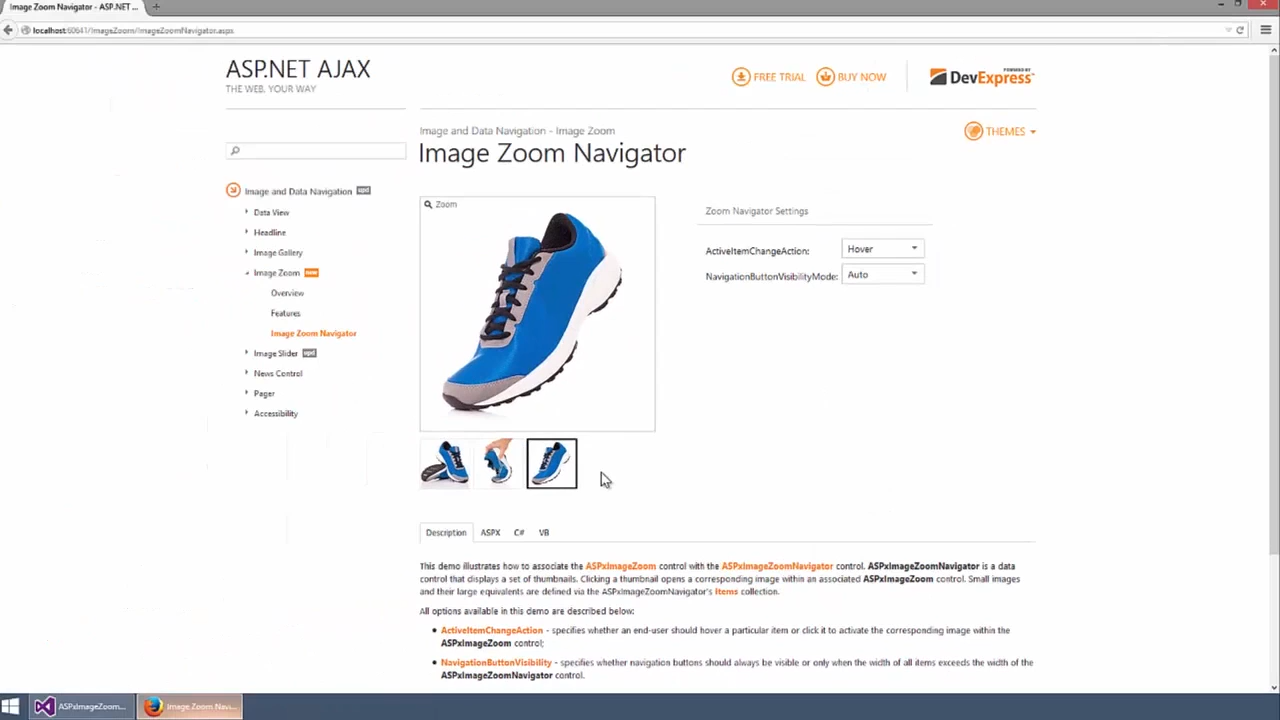 Image Zoom Navigator - ASP.NET ...
localhost:60641/ImageZoom/ImageZoomNavigator.aspx
ASP.NET AJAX
THE WEB, YOUR WAY
FREE TRIAL
BUY NOW
POWERED BY
DevExpress
Image and Data Navigation - Image Zoom
Image Zoom Navigator
THEMES
Image and Data Navigation upd
Data View
Headline
Image Gallery
Image Zoom new
Overview
Features
Image Zoom Navigator
Image Slider upd
News Control
Pager
Accessibility
Zoom
Zoom Navigator Settings
ActiveItemChangeAction: Hover
NavigationButtonVisibilityMode: Auto
Description ASPX C# VB
This demo illustrates how to associate the ASPxImageZoom control with the ASPxImageZoomNavigator control. ASPxImageZoomNavigator is a data
control that displays a set of thumbnails. Clicking a thumbnail opens a corresponding image within an associated ASPxImageZoom control. Small images
and their large equivalents are defined via the ASPxImageZoomNavigator's Items collection.
All options available in this demo are described below:
• ActiveItemChangeAction - specifies whether an end-user should hover a particular item or click it to activate the corresponding image within the
ASPxImageZoom control;
• NavigationButtonVisibility - specifies whether navigation buttons should always be visible or only when the width of all items exceeds the width of the
ASPxImageZoomNavigator control.
ASPxImageZoom...
Image Zoom Navi...